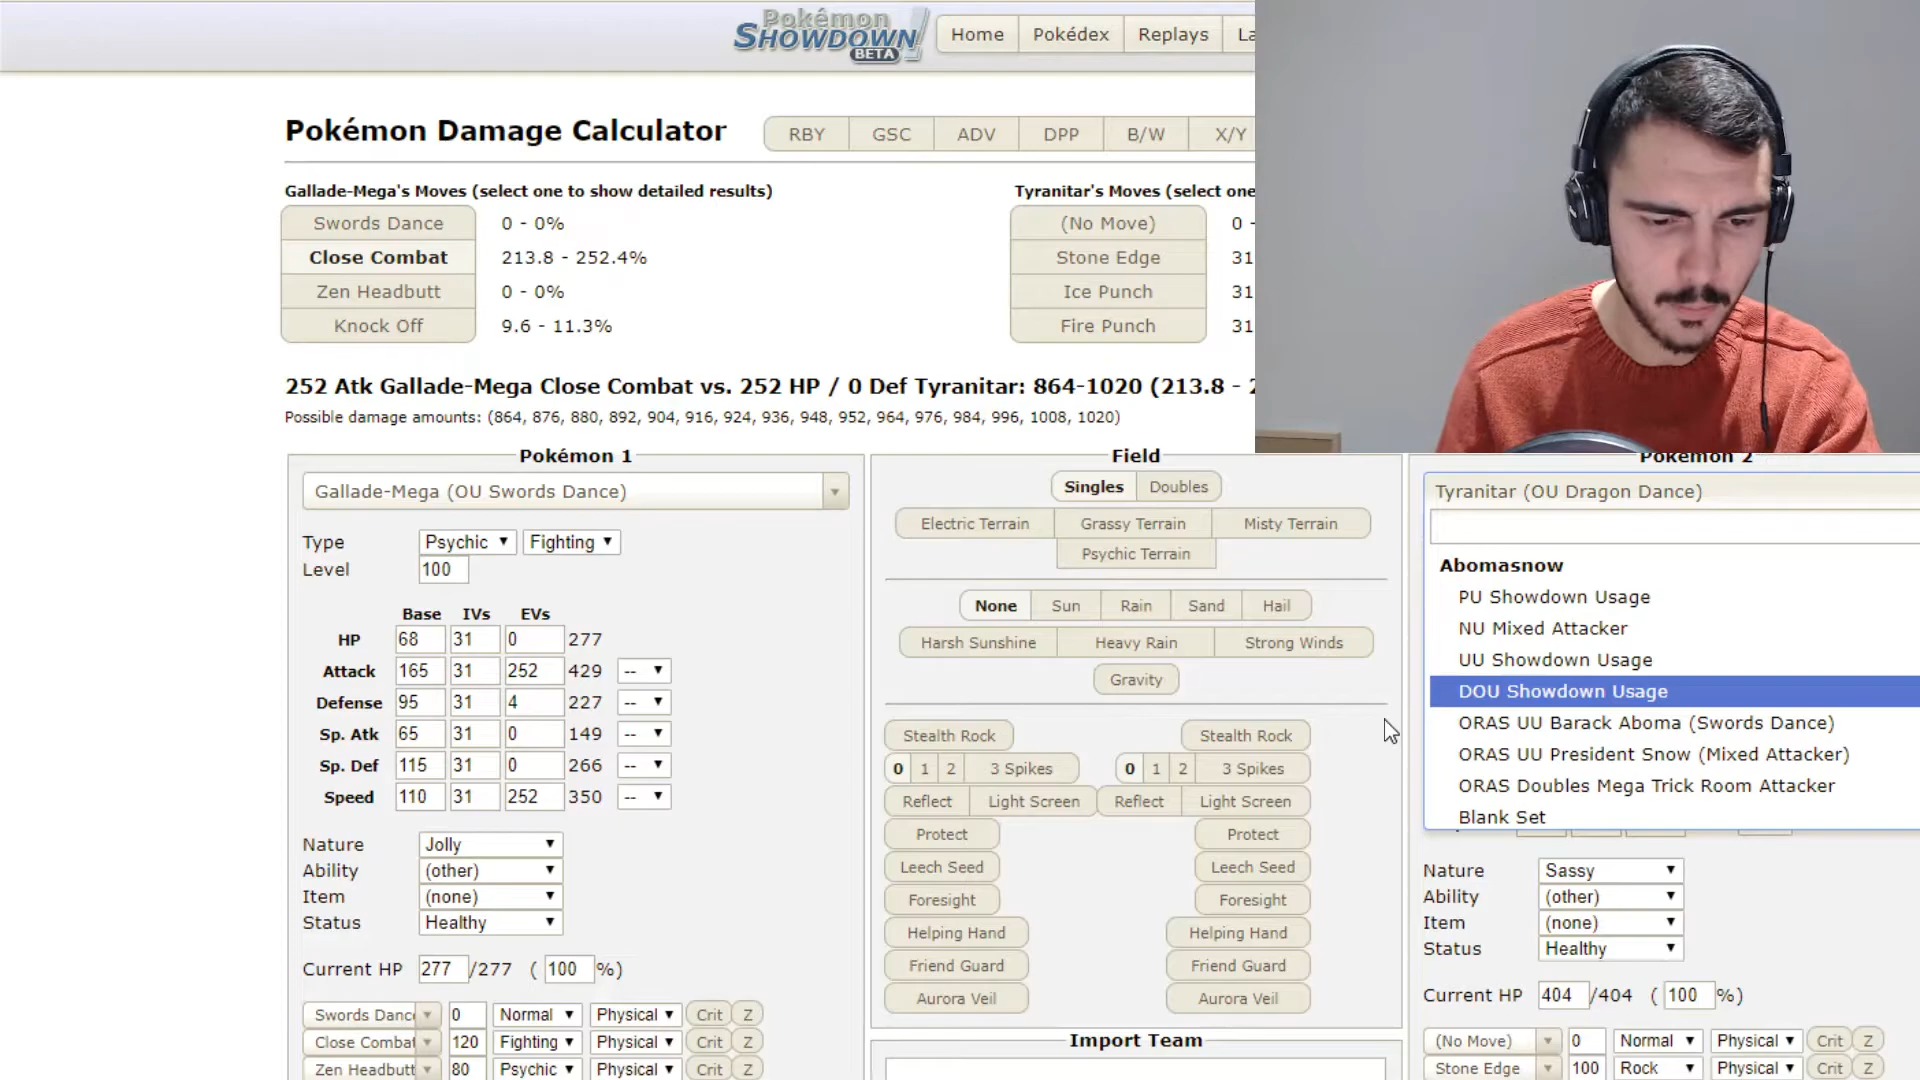 Pokémon
SHOWDOWN!
BETA
Home Pokédex Replays La
Pokémon Damage Calculator RBY GSC ADV DPP B/W X/Y
Gallade-Mega's Moves (select one to show detailed results)
Swords Dance 0 - 0%
Close Combat 213.8 - 252.4%
Zen Headbutt 0 - 0%
Knock Off 9.6 - 11.3%
Tyranitar's Moves (select one
(No Move) 0 -
Stone Edge 31
Ice Punch 31
Fire Punch 31
252 Atk Gallade-Mega Close Combat vs. 252 HP / 0 Def Tyranitar: 864-1020 (213.8 - 2
Possible damage amounts: (864, 876, 880, 892, 904, 916, 924, 936, 948, 952, 964, 976, 984, 996, 1008, 1020)
Pokémon 1
Gallade-Mega (OU Swords Dance)
Type Psychic Fighting
Level 100
Base IVs EVs
HP 68 31 0 277
Attack 165 31 252 429 --
Defense 95 31 4 227 --
Sp. Atk 65 31 0 149 --
Sp. Def 115 31 0 266 --
Speed 110 31 252 350 --
Nature Jolly
Ability (other)
Item (none)
Status Healthy
Current HP 277 /277 ( 100 %)
Swords Danc 0 Normal Physical Crit Z
Close Combat 120 Fighting Physical Crit Z
Zen Headbutt 80 Psychic Physical Crit Z
Field
Singles Doubles
Electric Terrain Grassy Terrain Misty Terrain
Psychic Terrain
None Sun Rain Sand Hail
Harsh Sunshine Heavy Rain Strong Winds
Gravity
Stealth Rock Stealth Rock
0 1 2 3 Spikes 0 1 2 3 Spikes
Reflect Light Screen Reflect Light Screen
Protect Protect
Leech Seed Leech Seed
Foresight Foresight
Helping Hand Helping Hand
Friend Guard Friend Guard
Aurora Veil Aurora Veil
Import Team
Pokémon 2
Tyranitar (OU Dragon Dance)
Abomasnow
PU Showdown Usage
NU Mixed Attacker
UU Showdown Usage
DOU Showdown Usage
ORAS UU Barack Aboma (Swords Dance)
ORAS UU President Snow (Mixed Attacker)
ORAS Doubles Mega Trick Room Attacker
Blank Set
Nature Sassy
Ability (other)
Item (none)
Status Healthy
Current HP 404 /404 ( 100 %)
(No Move) 0 Normal Physical Crit Z
Stone Edge 100 Rock Physical Crit Z